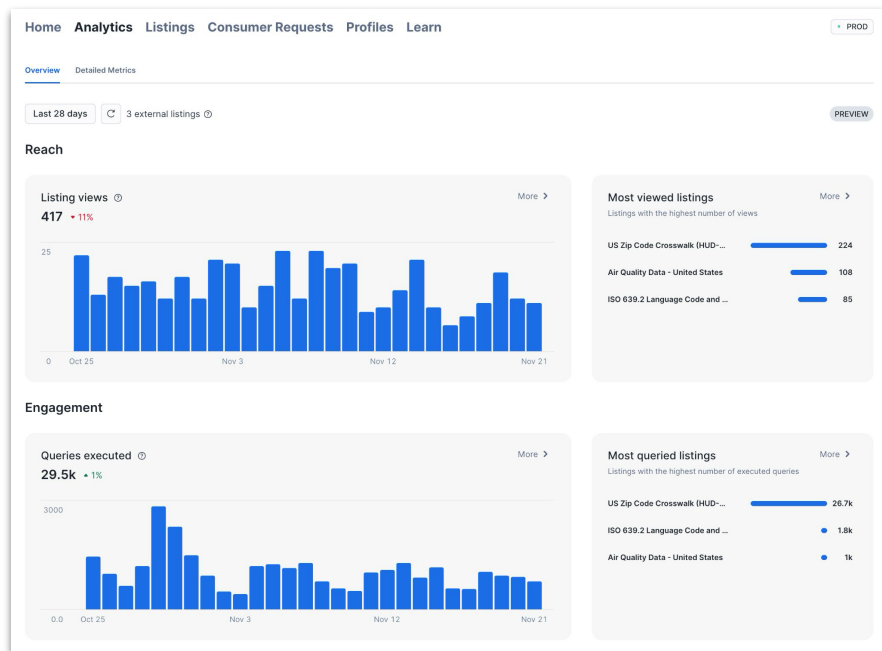 Home Analytics Listings Consumer Requests Profiles Learn
PROD
Overview Detailed Metrics
Last 28 days 3 external listings
PREVIEW
Reach
Listing views
More
417 11%
25
0 Oct 25 Nov 3 Nov 12 Nov 21
Most viewed listings
More
Listings with the highest number of views
US Zip Code Crosswalk (HUD-... 224
Air Quality Data - United States 108
ISO 639.2 Language Code and ... 85
Engagement
Queries executed
More
29.5k 1%
3000
0.0 Oct 25 Nov 3 Nov 12 Nov 21
Most queried listings
More
Listings with the highest number of executed queries
US Zip Code Crosswalk (HUD-... 26.7k
ISO 639.2 Language Code and ... 1.8k
Air Quality Data - United States 1k